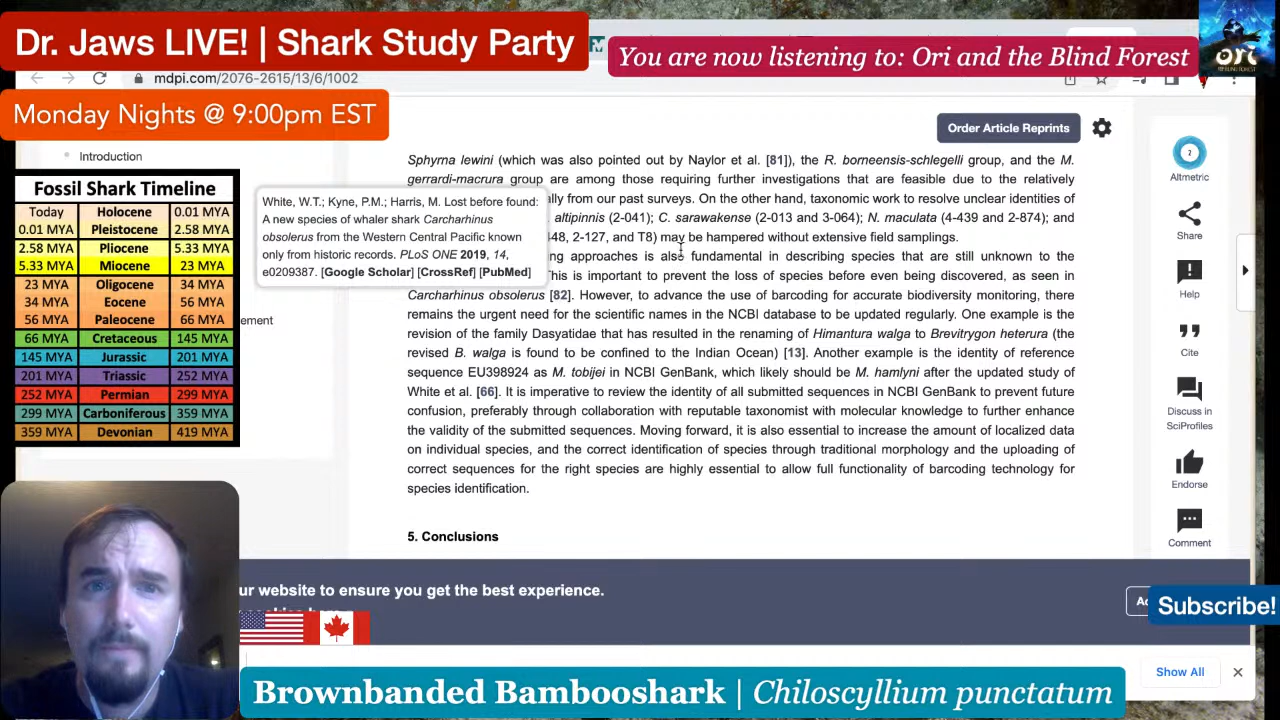 Dr. Jaws LIVE! | Shark Study Party
You are now listening to: Ori and the Blind Forest
ori
mdpi.com/2076-2615/13/6/1002
Monday Nights @ 9:00pm EST
Order Article Reprints
Introduction
Fossil Shark Timeline
Today Holocene 0.01 MYA
0.01 MYA Pleistocene 2.58 MYA
2.58 MYA Pliocene 5.33 MYA
5.33 MYA Miocene 23 MYA
23 MYA Oligocene 34 MYA
34 MYA Eocene 56 MYA
56 MYA Paleocene 66 MYA
66 MYA Cretaceous 145 MYA
145 MYA Jurassic 201 MYA
201 MYA Triassic 252 MYA
252 MYA Permian 299 MYA
299 MYA Carboniferous 359 MYA
359 MYA Devonian 419 MYA
ement
White, W.T.; Kyne, P.M.; Harris, M. Lost before found:
A new species of whaler shark Carcharhinus
obsolerus from the Western Central Pacific known
only from historic records. PLoS ONE 2019, 14,
e0209387. [Google Scholar] [CrossRef] [PubMed]
Sphyrna lewini (which was also pointed out by Naylor et al. [81]), the R. borneensis-schlegelli group, and the M.
gerrardi-macrura group are among those requiring further investigations that are feasible due to the relatively
ally from our past surveys. On the other hand, taxonomic work to resolve unclear identities of
altipinnis (2-041); C. sarawakense (2-013 and 3-064); N. maculata (4-439 and 2-874); and
48, 2-127, and T8) may be hampered without extensive field samplings.
ng approaches is also fundamental in describing species that are still unknown to the
his is important to prevent the loss of species before even being discovered, as seen in
Carcharhinus obsolerus [82]. However, to advance the use of barcoding for accurate biodiversity monitoring, there
remains the urgent need for the scientific names in the NCBI database to be updated regularly. One example is the
revision of the family Dasyatidae that has resulted in the renaming of Himantura walga to Brevitrygon heterura (the
revised B. walga is found to be confined to the Indian Ocean) [13]. Another example is the identity of reference
sequence EU398924 as M. tobijei in NCBI GenBank, which likely should be M. hamlyni after the updated study of
White et al. [66]. It is imperative to review the identity of all submitted sequences in NCBI GenBank to prevent future
confusion, preferably through collaboration with reputable taxonomist with molecular knowledge to further enhance
the validity of the submitted sequences. Moving forward, it is also essential to increase the amount of localized data
on individual species, and the correct identification of species through traditional morphology and the uploading of
correct sequences for the right species are highly essential to allow full functionality of barcoding technology for
species identification.
5. Conclusions
Altmetric
Share
Help
Cite
Discuss in
SciProfiles
Endorse
Comment
ur website to ensure you get the best experience.
Ac
Subscribe!
Show All
Brownbanded Bambooshark | Chiloscyllium punctatum